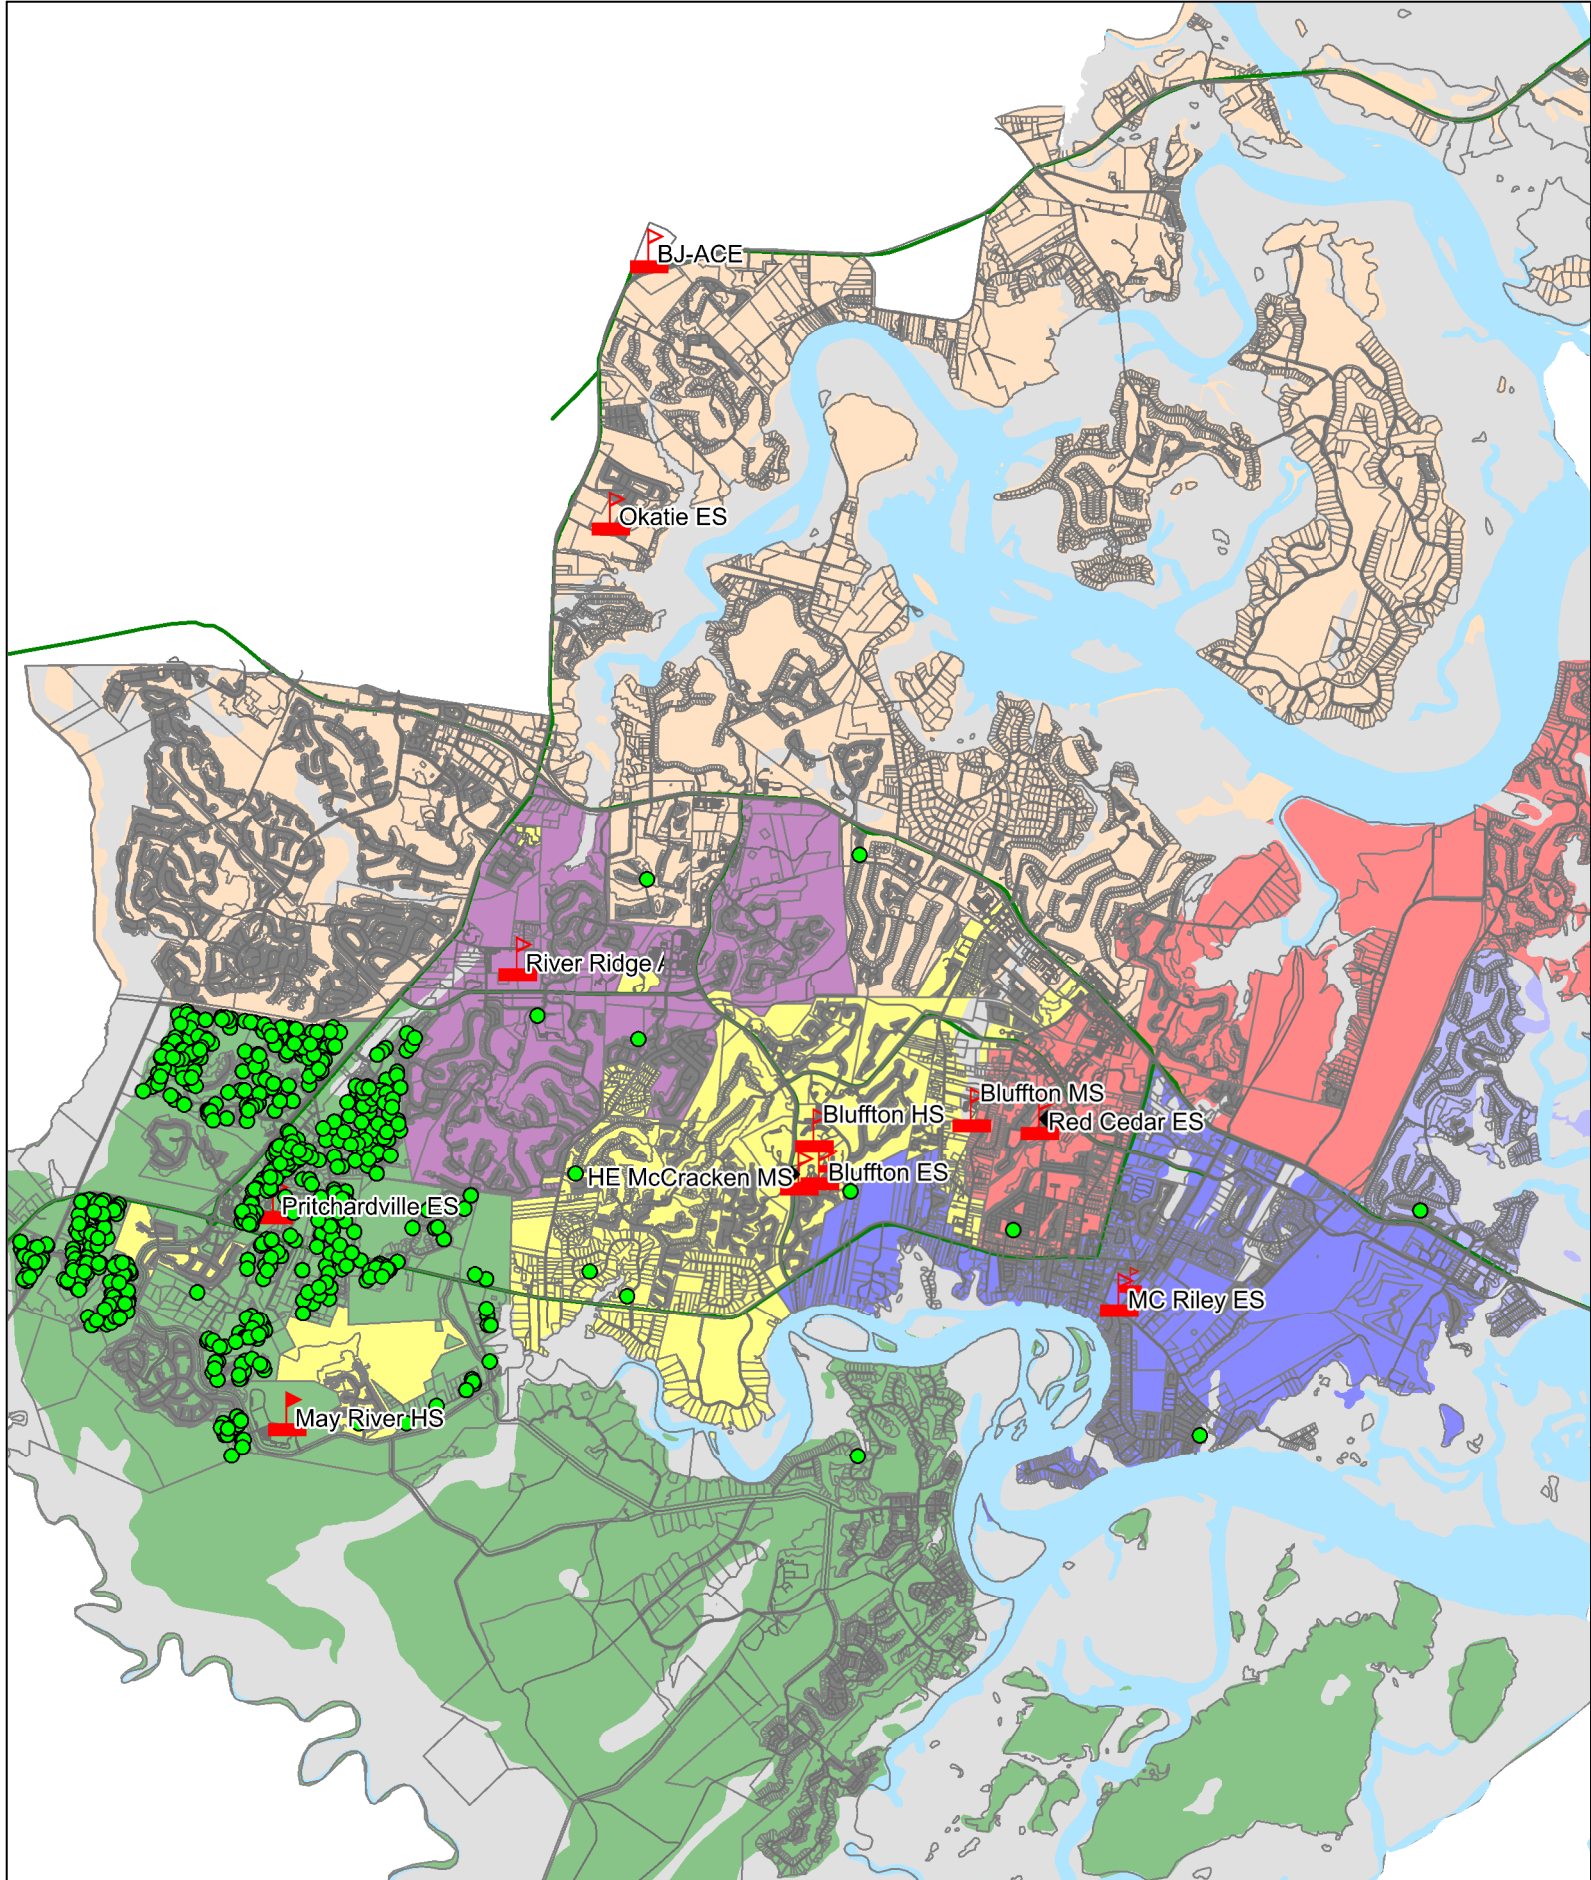 BJ-ACE
Okatie ES
River Ridge A
Bluffton MS
Bluffton HS
Red Cedar ES
HE McCracken MS
Bluffton ES
Pritchardville ES
MC Riley ES
May River HS